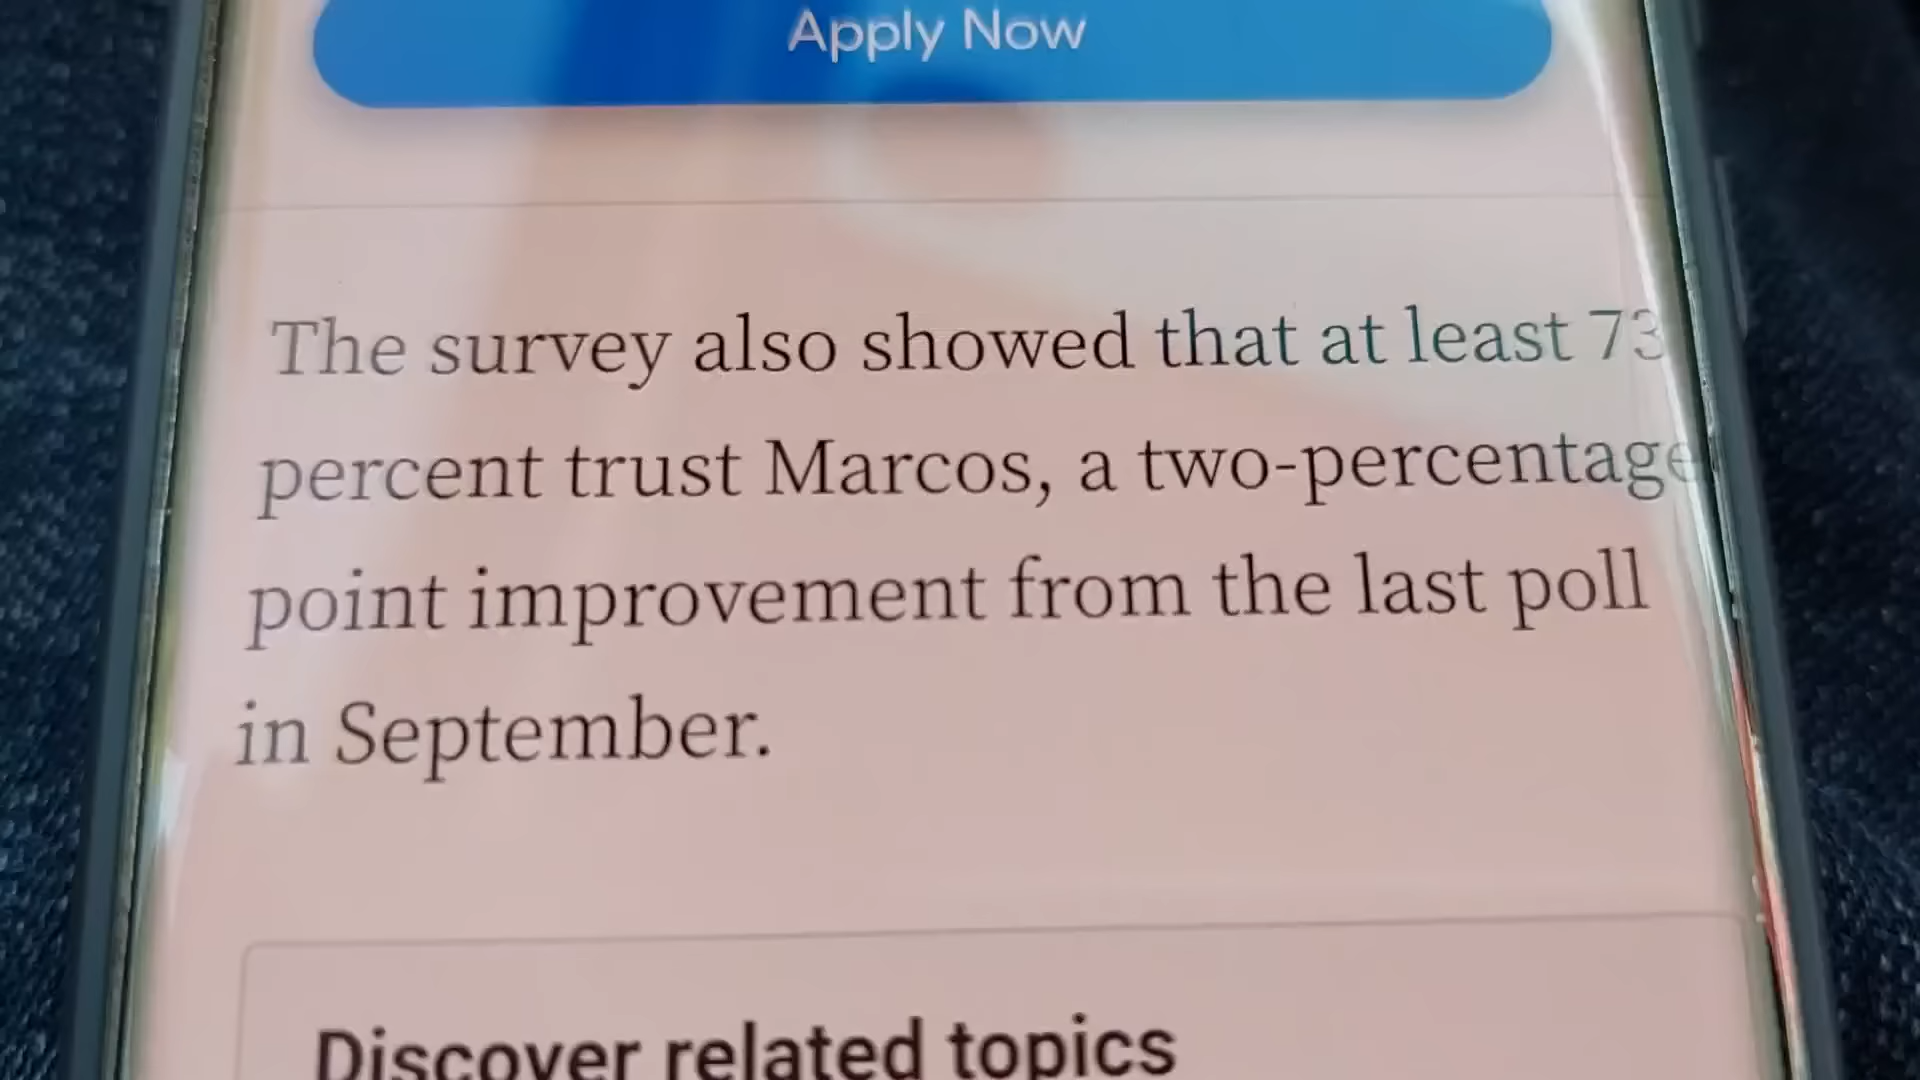 Apply Now
The survey also showed that at least 73
percent trust Marcos, a two-percentage
point improvement from the last poll
in September.
Discover related topics